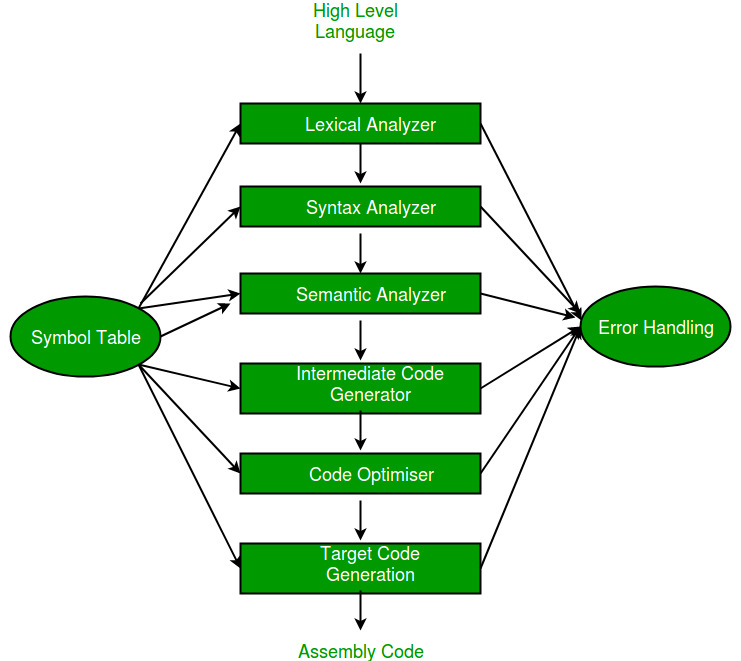 High Level
Language
Lexical Analyzer
Syntax Analyzer
Semantic Analyzer
Symbol Table
Error Handling
Intermediate Code
Generator
Code Optimiser
Target Code
Generation
Assembly Code